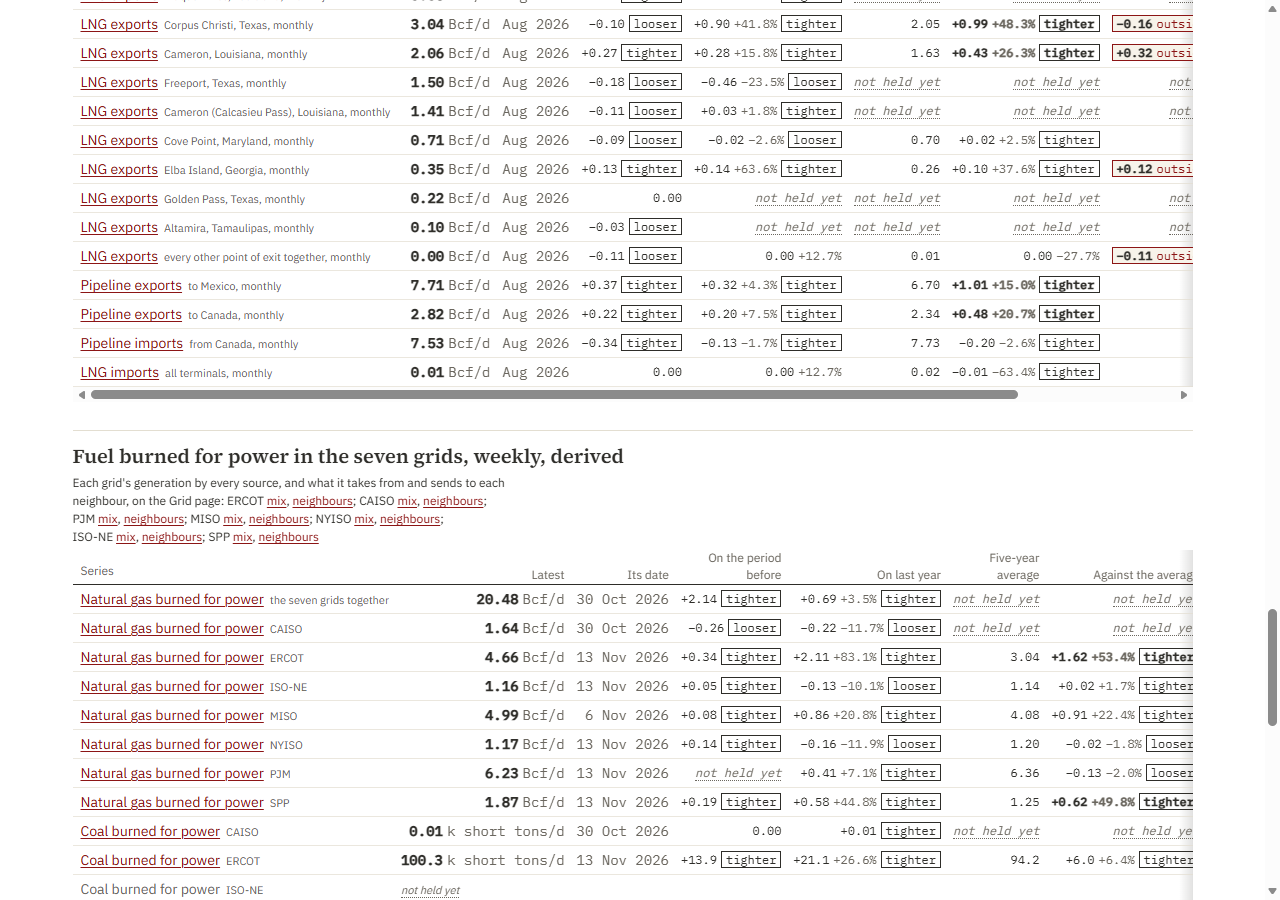 LNG exports Corpus Christi, Texas, monthly 3.04 Bcf/d Aug 2026 −0.10 looser +0.90 +41.8% tighter 2.05 +0.99 +48.3% tighter −0.16 outsi
LNG exports Cameron, Louisiana, monthly 2.06 Bcf/d Aug 2026 +0.27 tighter +0.28 +15.8% tighter 1.63 +0.43 +26.3% tighter +0.32 outsi
LNG exports Freeport, Texas, monthly 1.50 Bcf/d Aug 2026 −0.18 looser −0.46 −23.5% looser not held yet not held yet not
LNG exports Cameron (Calcasieu Pass), Louisiana, monthly 1.41 Bcf/d Aug 2026 −0.11 looser +0.03 +1.8% tighter not held yet not held yet not
LNG exports Cove Point, Maryland, monthly 0.71 Bcf/d Aug 2026 −0.09 looser −0.02 −2.6% looser 0.70 +0.02 +2.5% tighter
LNG exports Elba Island, Georgia, monthly 0.35 Bcf/d Aug 2026 +0.13 tighter +0.14 +63.6% tighter 0.26 +0.10 +37.6% tighter +0.12 outsi
LNG exports Golden Pass, Texas, monthly 0.22 Bcf/d Aug 2026 0.00 not held yet not held yet not held yet not
LNG exports Altamira, Tamaulipas, monthly 0.10 Bcf/d Aug 2026 −0.03 looser not held yet not held yet not held yet not
LNG exports every other point of exit together, monthly 0.00 Bcf/d Aug 2026 −0.11 looser 0.00 +12.7% 0.01 0.00 −27.7% −0.11 outsi
Pipeline exports to Mexico, monthly 7.71 Bcf/d Aug 2026 +0.37 tighter +0.32 +4.3% tighter 6.70 +1.01 +15.0% tighter
Pipeline exports to Canada, monthly 2.82 Bcf/d Aug 2026 +0.22 tighter +0.20 +7.5% tighter 2.34 +0.48 +20.7% tighter
Pipeline imports from Canada, monthly 7.53 Bcf/d Aug 2026 −0.34 tighter −0.13 −1.7% tighter 7.73 −0.20 −2.6% tighter
LNG imports all terminals, monthly 0.01 Bcf/d Aug 2026 0.00 0.00 +12.7% 0.02 −0.01 −63.4% tighter
Fuel burned for power in the seven grids, weekly, derived
Each grid's generation by every source, and what it takes from and sends to each
neighbour, on the Grid page: ERCOT mix, neighbours; CAISO mix, neighbours;
PJM mix, neighbours; MISO mix, neighbours; NYISO mix, neighbours;
ISO-NE mix, neighbours; SPP mix, neighbours
Series Latest Its date On the period before On last year Five-year average Against the averag
Natural gas burned for power the seven grids together 20.48 Bcf/d 30 Oct 2026 +2.14 tighter +0.69 +3.5% tighter not held yet not held ye
Natural gas burned for power CAISO 1.64 Bcf/d 30 Oct 2026 −0.26 looser −0.22 −11.7% looser not held yet not held ye
Natural gas burned for power ERCOT 4.66 Bcf/d 13 Nov 2026 +0.34 tighter +2.11 +83.1% tighter 3.04 +1.62 +53.4% tighter
Natural gas burned for power ISO-NE 1.16 Bcf/d 13 Nov 2026 +0.05 tighter −0.13 −10.1% looser 1.14 +0.02 +1.7% tighter
Natural gas burned for power MISO 4.99 Bcf/d 6 Nov 2026 +0.08 tighter +0.86 +20.8% tighter 4.08 +0.91 +22.4% tighter
Natural gas burned for power NYISO 1.17 Bcf/d 13 Nov 2026 +0.14 tighter −0.16 −11.9% looser 1.20 −0.02 −1.8% looser
Natural gas burned for power PJM 6.23 Bcf/d 13 Nov 2026 not held yet +0.41 +7.1% tighter 6.36 −0.13 −2.0% looser
Natural gas burned for power SPP 1.87 Bcf/d 13 Nov 2026 +0.19 tighter +0.58 +44.8% tighter 1.25 +0.62 +49.8% tighter
Coal burned for power CAISO 0.01 k short tons/d 30 Oct 2026 0.00 +0.01 tighter not held yet not held ye
Coal burned for power ERCOT 100.3 k short tons/d 13 Nov 2026 +13.9 tighter +21.1 +26.6% tighter 94.2 +6.0 +6.4% tighter
Coal burned for power ISO-NE not held yet